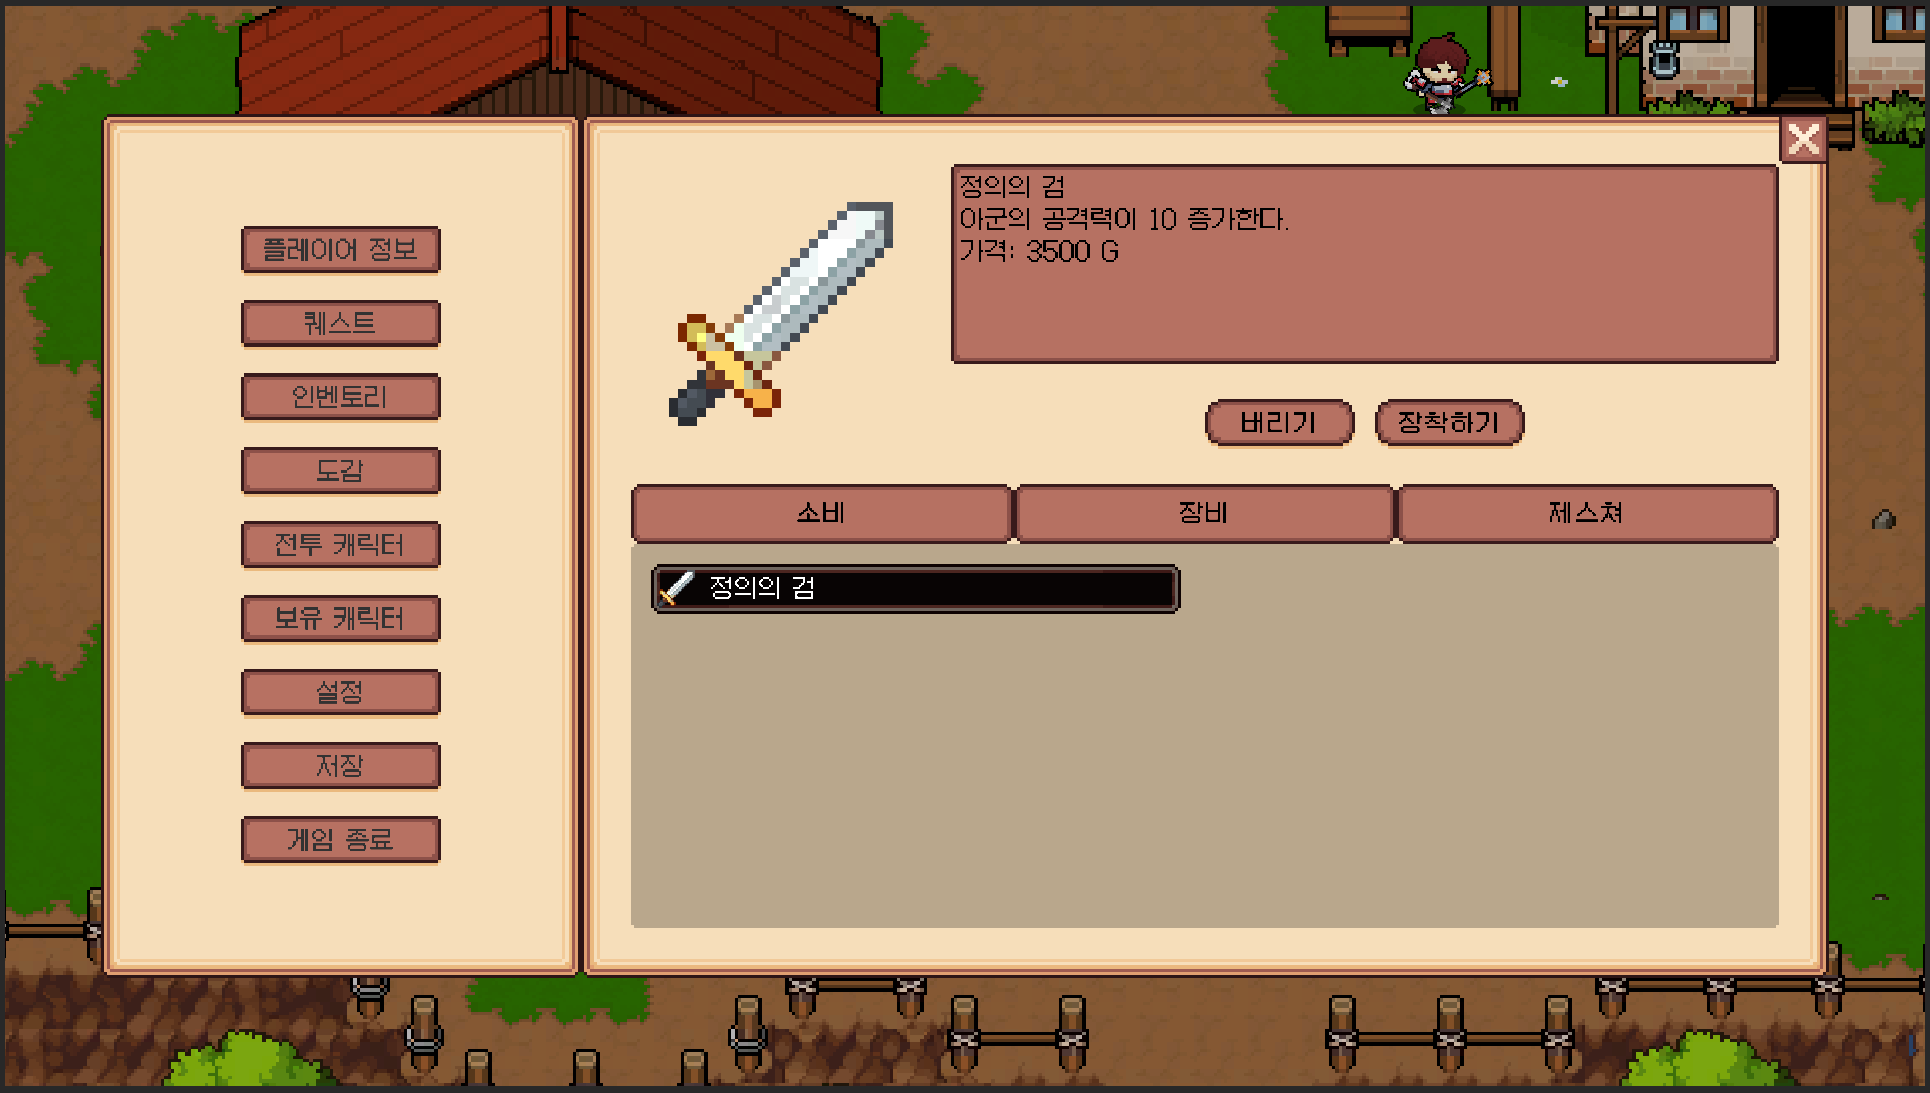 플레이어 정보
퀘스트
인벤토리
도감
전투 캐릭터
보유 캐릭터
설정
저장
게임 종료
정의의 검
아군의 공격력이 10 증가한다.
가격: 3500 G
버리기
장착하기
소비
장비
제스쳐
정의의 검